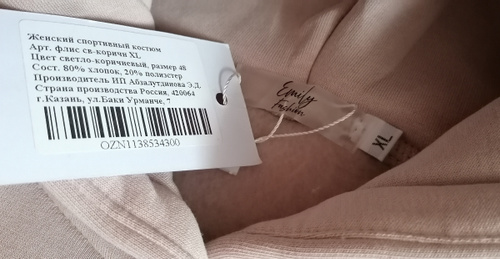 Женский спортивный костюм
Арт. флис св-коричн XL
Цвет светло-коричневый, размер 48
Сост. 80% хлопок, 20% полиэстер
Производитель ИП Абзалутдинова Э.Д.
Страна производства Россия, 420064
г.Казань, ул.Баки Урманче, 7
OZN1138534300
Emily
Fashion
XL